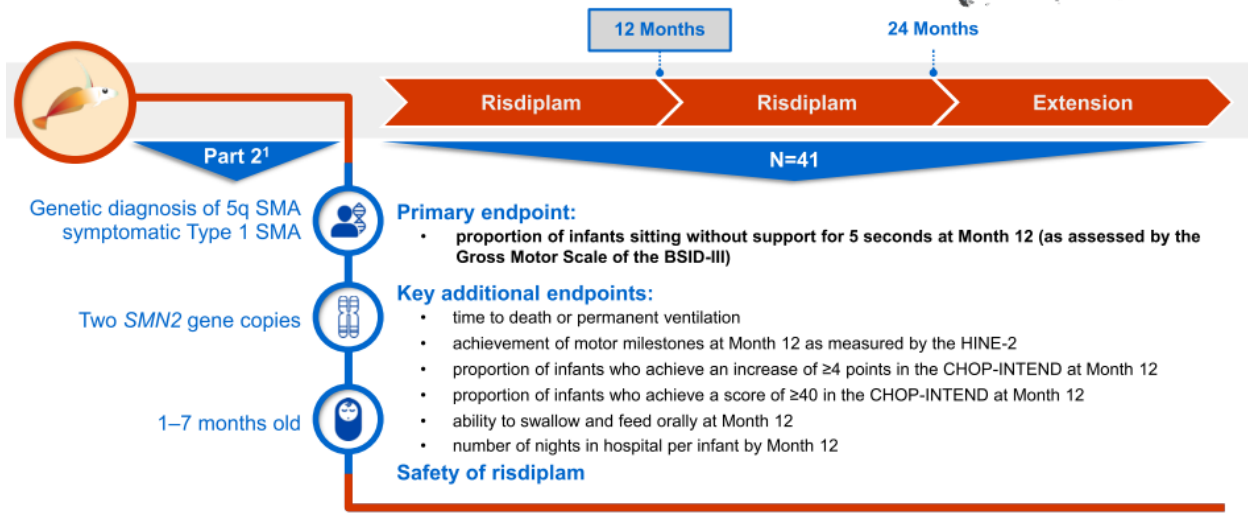 12 Months
24 Months
Risdiplam
Risdiplam
Extension
Part 2¹
N=41
Genetic diagnosis of 5q SMA
symptomatic Type 1 SMA
Two SMN2 gene copies
1–7 months old
Primary endpoint:
• proportion of infants sitting without support for 5 seconds at Month 12 (as assessed by the
Gross Motor Scale of the BSID-III)
Key additional endpoints:
• time to death or permanent ventilation
• achievement of motor milestones at Month 12 as measured by the HINE-2
• proportion of infants who achieve an increase of ≥4 points in the CHOP-INTEND at Month 12
• proportion of infants who achieve a score of ≥40 in the CHOP-INTEND at Month 12
• ability to swallow and feed orally at Month 12
• number of nights in hospital per infant by Month 12
Safety of risdiplam